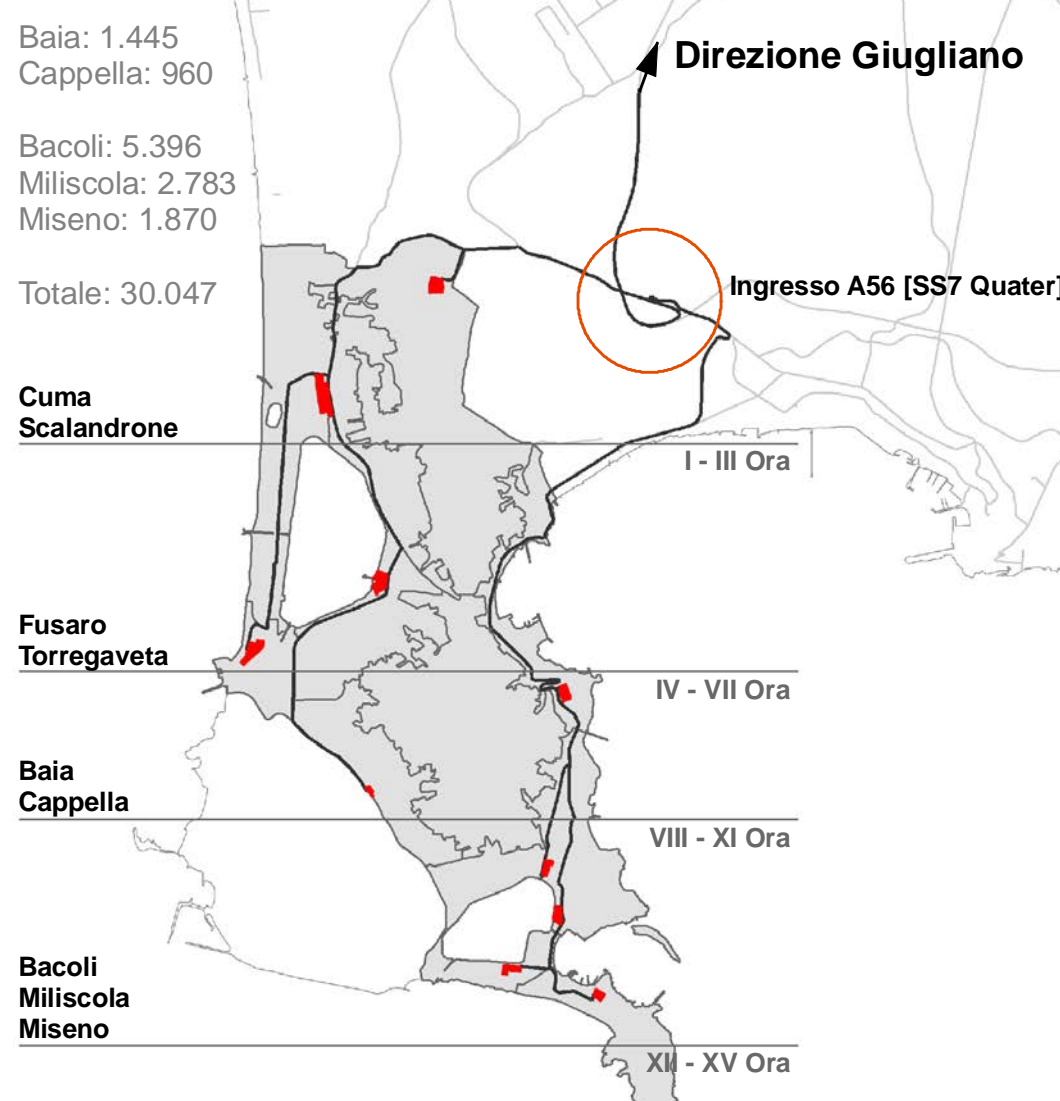 Baia: 1.445
Cappella: 960
Bacoli: 5.396
Miliscola: 2.783
Miseno: 1.870
Totale: 30.047
Direzione Giugliano
Ingresso A56 [SS7 Quater]
Cuma
Scalandrone
I - III Ora
Fusaro
Torregaveta
IV - VII Ora
Baia
Cappella
VIII - XI Ora
Bacoli
Miliscola
Miseno
XII - XV Ora